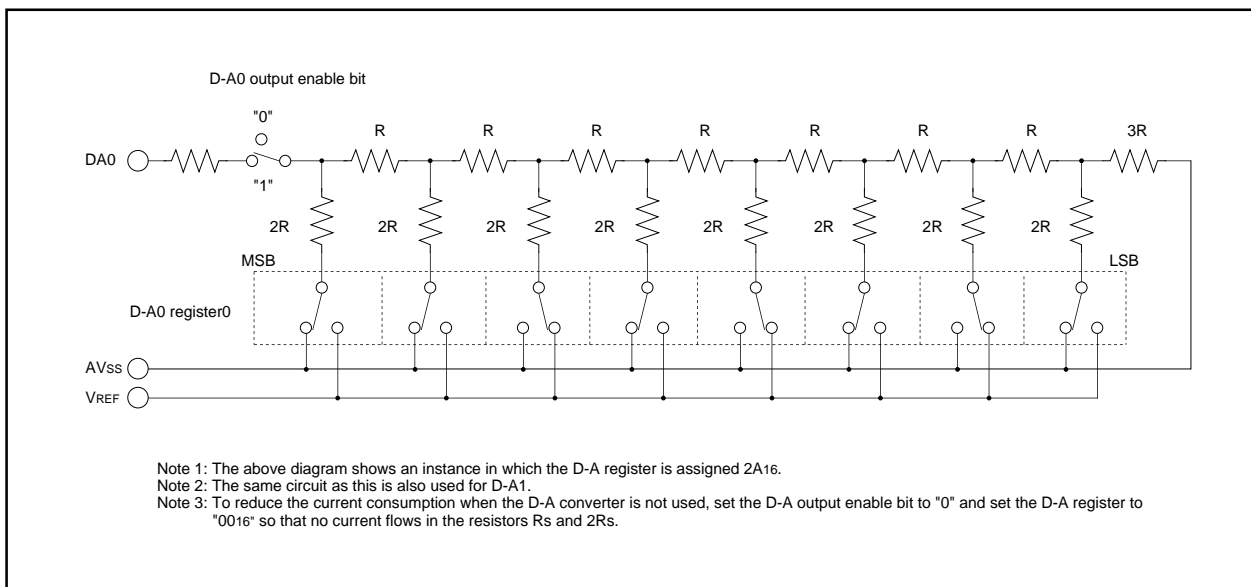 D-A0 output enable bit
"0"
DA0 R R R R R R R 3R
"1"
2R 2R 2R 2R 2R 2R 2R 2R
MSB LSB
D-A0 register0
AVSS
VREF
Note 1: The above diagram shows an instance in which the D-A register is assigned 2A16.
Note 2: The same circuit as this is also used for D-A1.
Note 3: To reduce the current consumption when the D-A converter is not used, set the D-A output enable bit to "0" and set the D-A register to
"0016" so that no current flows in the resistors Rs and 2Rs.